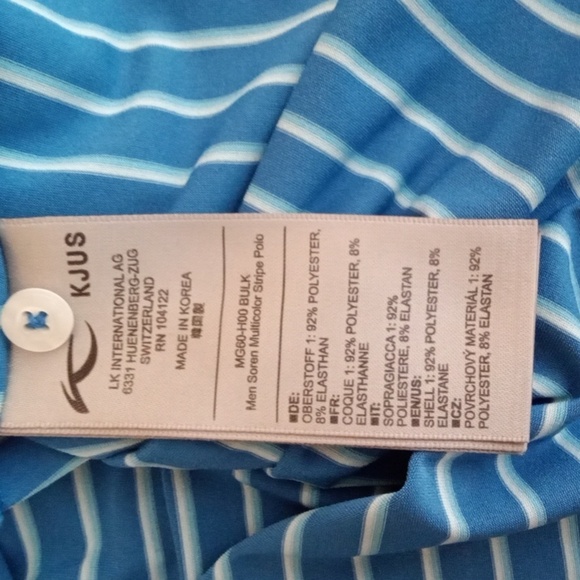 KJUS
LK INTERNATIONAL AG
6331 HUENENBERG-ZUG
SWITZERLAND
RN 104122
MADE IN KOREA
韓国製
MG60-H00 BULK
Men Soren Multicolor Stripe Polo
■DE:
OBERSTOFF 1: 92% POLYESTER,
8% ELASTHAN
■FR:
COQUE 1: 92% POLYESTER, 8%
ELASTHANNE
■IT:
SOPRAGIACCA 1: 92%
POLIESTERE, 8% ELASTAN
■EN/US:
SHELL 1: 92% POLYESTER, 8%
ELASTANE
■CZ:
POVRCHOVÝ MATERIÁL 1: 92%
POLYESTER, 8% ELASTAN